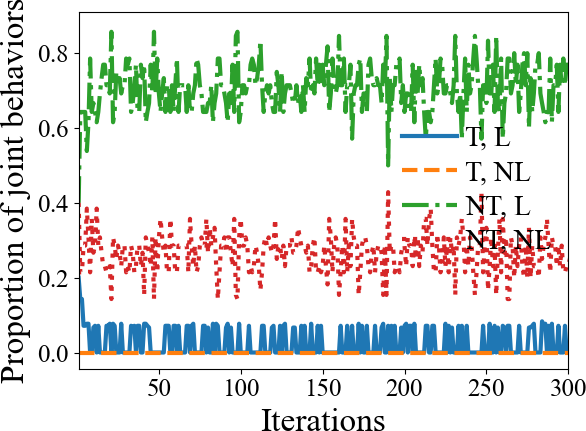 Proportion of joint behaviors
0.8
0.6
0.4
0.2
0.0
T, L
T, NL
NT, L
NT, NL
50
100
150
200
250
300
Iterations